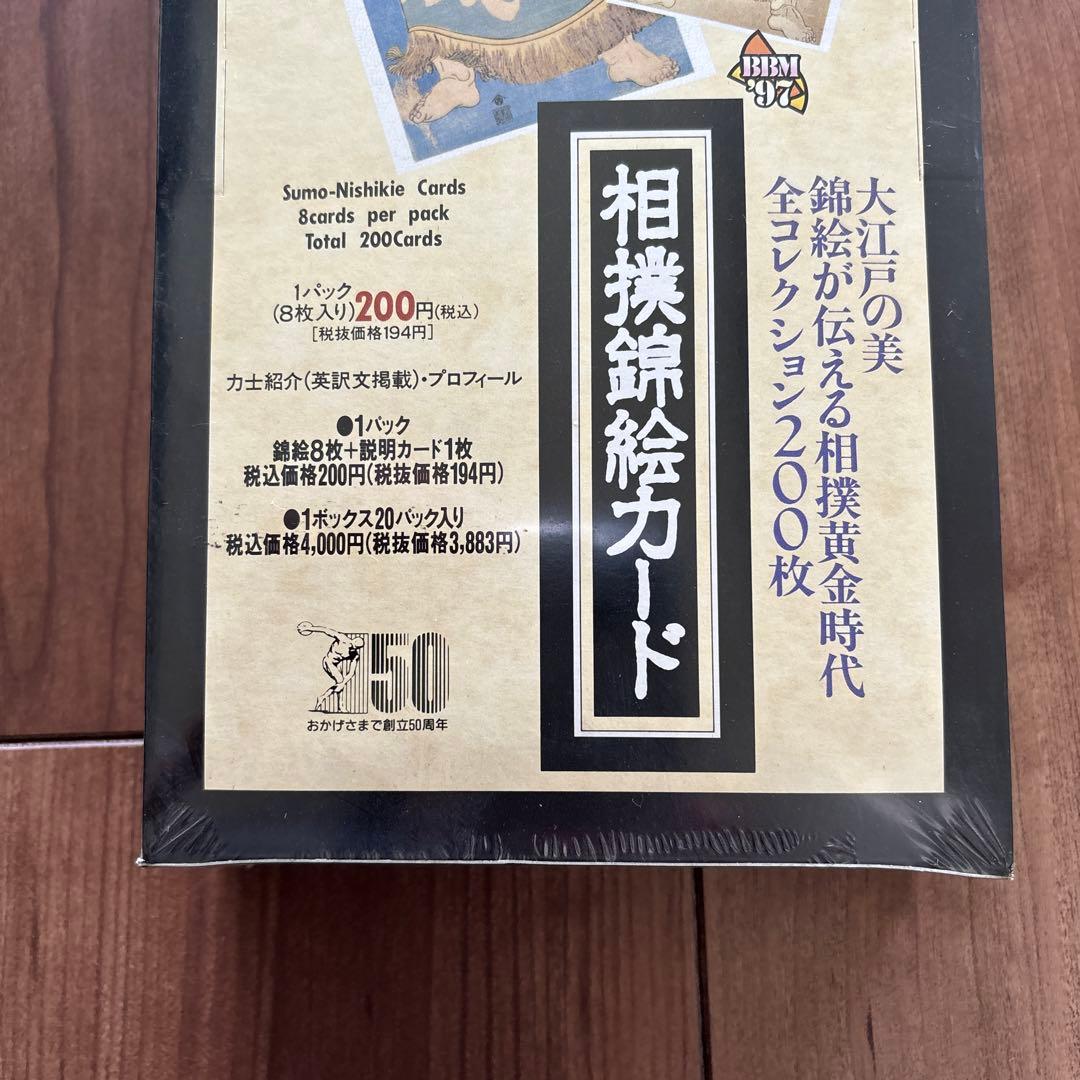 BBM
'97
大江戸の美
錦絵が伝える相撲黄金時代
全コレクション200枚
相撲錦絵カード
Sumo-Nishikie Cards
8cards per pack
Total 200Cards
1パック
(8枚入り)200円(税込)
[税抜価格194円]
力士紹介(英訳文掲載)・プロフィール
●1パック
錦絵8枚+説明カード1枚
税込価格200円(税抜価格194円)
●1ボックス20パック入り
税込価格4,000円(税抜価格3,883円)
50
おかげさまで創立50周年